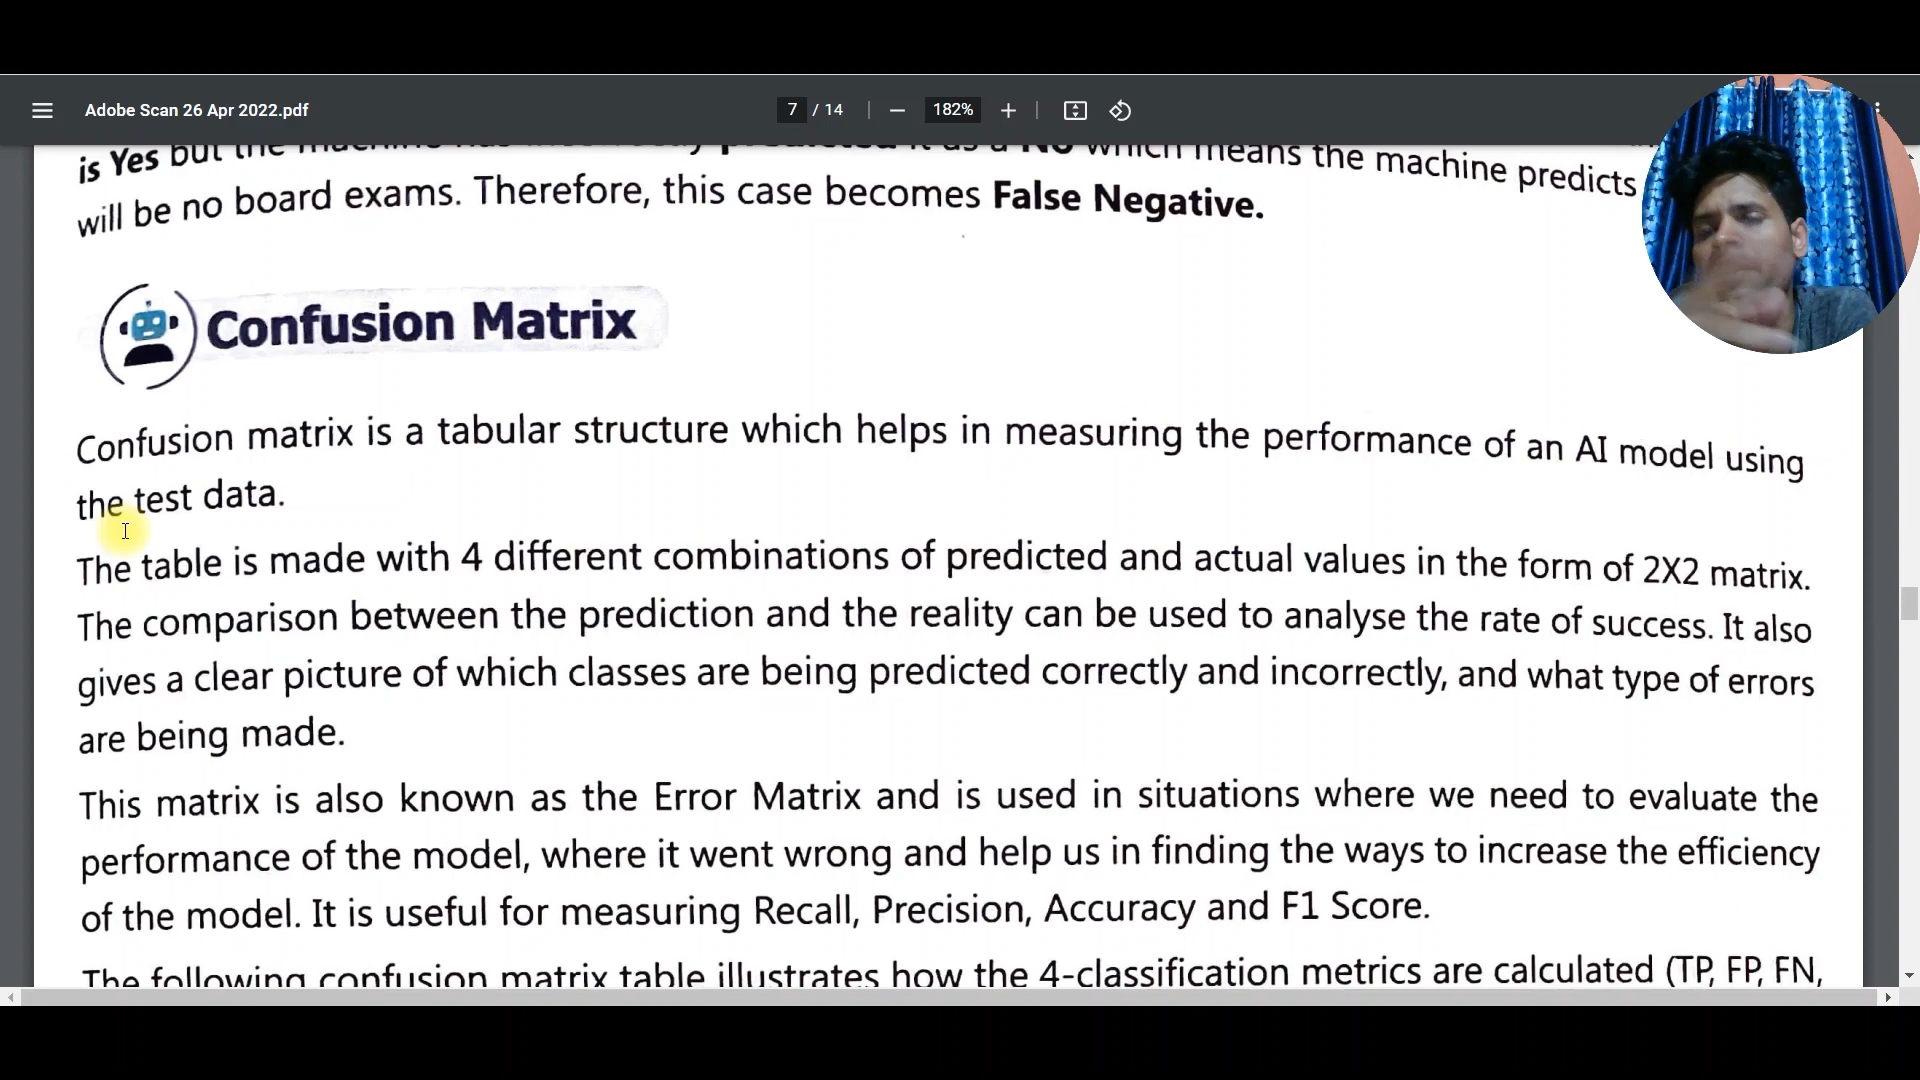 Adobe Scan 26 Apr 2022.pdf
7 / 14
182%
is Yes but the machine has predicted it as a No which means the machine predicts
will be no board exams. Therefore, this case becomes False Negative.
Confusion Matrix
Confusion matrix is a tabular structure which helps in measuring the performance of an AI model using
the test data.
The table is made with 4 different combinations of predicted and actual values in the form of 2X2 matrix.
The comparison between the prediction and the reality can be used to analyse the rate of success. It also
gives a clear picture of which classes are being predicted correctly and incorrectly, and what type of errors
are being made.
This matrix is also known as the Error Matrix and is used in situations where we need to evaluate the
performance of the model, where it went wrong and help us in finding the ways to increase the efficiency
of the model. It is useful for measuring Recall, Precision, Accuracy and F1 Score.
The following confusion matrix table illustrates how the 4-classification metrics are calculated (TP, FP, FN,